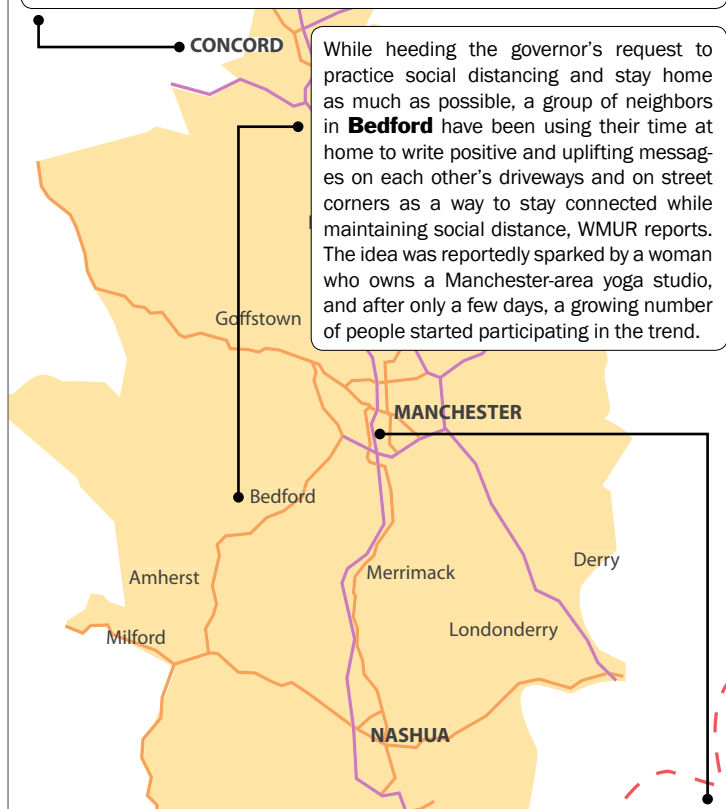 CONCORD
While heeding the governor's request to
practice social distancing and stay home
as much as possible, a group of neighbors
in Bedford have been using their time at
home to write positive and uplifting messag-
es on each other's driveways and on street
corners as a way to stay connected while
maintaining social distance, WMUR reports.
The idea was reportedly sparked by a woman
who owns a Manchester-area yoga studio,
and after only a few days, a growing number
of people started participating in the trend.
Goffstown
MANCHESTER
Bedford
Amherst
Merrimack
Derry
Milford
Londonderry
NASHUA